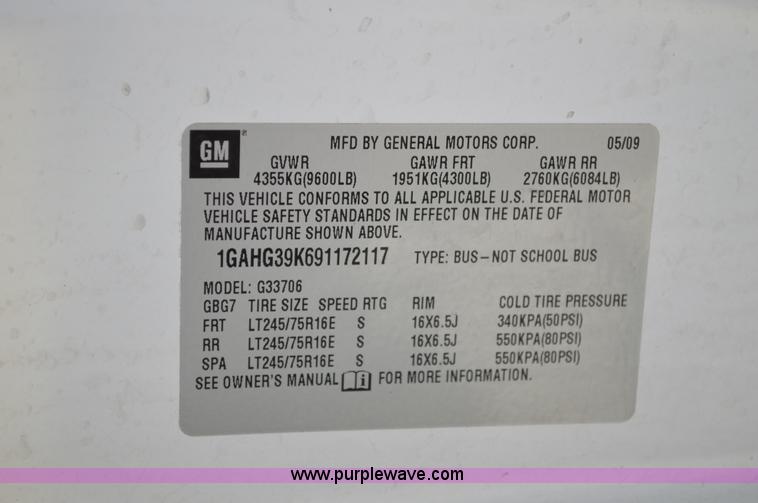 GM ® MFD BY GENERAL MOTORS CORP. 05/09
GVWR GAWR FRT GAWR RR
4355KG(9600LB) 1951KG(4300LB) 2760KG(6084LB)
THIS VEHICLE CONFORMS TO ALL APPLICABLE U.S. FEDERAL MOTOR
VEHICLE SAFETY STANDARDS IN EFFECT ON THE DATE OF
MANUFACTURE SHOWN ABOVE.
1GAHG39K691172117 TYPE: BUS–NOT SCHOOL BUS
MODEL: G33706
GBG7 TIRE SIZE SPEED RTG RIM COLD TIRE PRESSURE
FRT LT245/75R16E S 16X6.5J 340KPA(50PSI)
RR LT245/75R16E S 16X6.5J 550KPA(80PSI)
SPA LT245/75R16E S 16X6.5J 550KPA(80PSI)
SEE OWNER'S MANUAL i FOR MORE INFORMATION.
www.purplewave.com